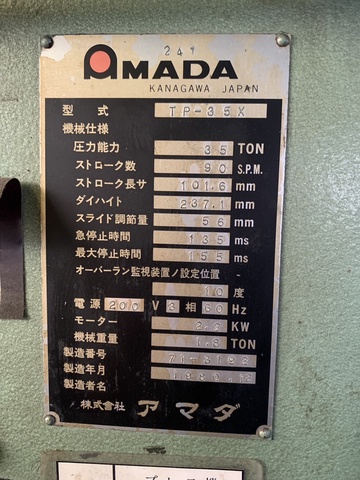 241
AMADA
KANAGAWA JAPAN
型式 TP-35X
機械仕様
圧力能力 35 TON
ストローク数 90 S.P.M.
ストローク長サ 101.6 mm
ダイハイト 237.1 mm
スライド調節量 56 mm
急停止時間 135 ms
最大停止時間 155 ms
オーバーラン監視装置ノ設定位置
10 度
電源 200 V 3 相 60 Hz
モーター 2.2 KW
機械重量 TON
製造番号
製造年月
製造者名
株式会社 アマダ